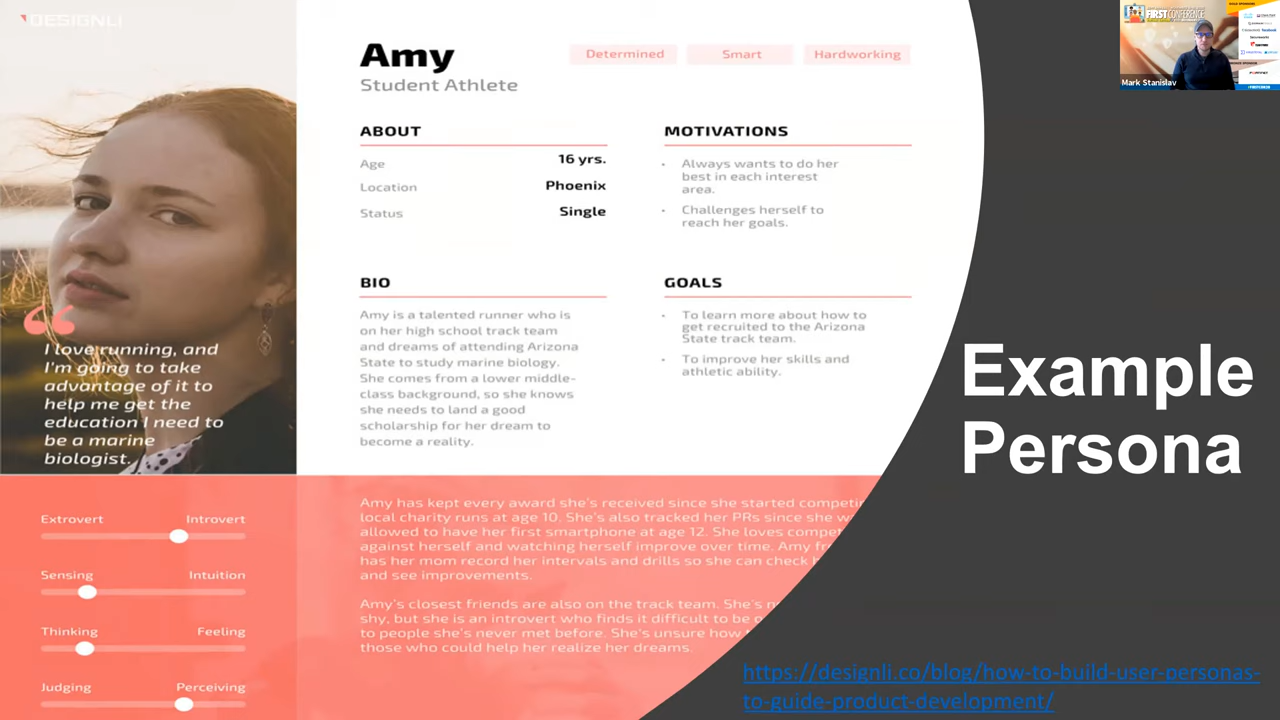 DESIGNLI
Amy
Student Athlete
Determined
Smart
Hardworking
ABOUT
Age 16 yrs.
Location Phoenix
Status Single
MOTIVATIONS
• Always wants to do her
best in each interest
area.
• Challenges herself to
reach her goals.
BIO
Amy is a talented runner who is
on her high school track team
and dreams of attending Arizona
State to study marine biology.
She comes from a lower middle-
class background, so she knows
she needs to land a good
scholarship for her dream to
become a reality.
GOALS
• To learn more about how to
get recruited to the Arizona
State track team.
• To improve her skills and
athletic ability.
“
I love running, and
I'm going to take
advantage of it to
help me get the
education I need to
be a marine
biologist.
Extrovert Introvert
Sensing Intuition
Thinking Feeling
Judging Perceiving
Amy has kept every award she's received since she started
local charity runs at age 10. She's also tracked her PRs since she
allowed to have her first smartphone at age 12. She loves
against herself and watching herself improve over time. Amy
has her mom record her intervals and drills so she can check
and see improvements.
Amy's closest friends are also on the track team. She's
shy, but she is an introvert who finds it difficult to be
to people she's never met before. She's unsure how
those who could help her realize her dreams.
Example
Persona
https://designli.co/blog/how-to-build-user-personas-
to-guide-product-development/
FIRST CONFERENCE
Mark Stanislav